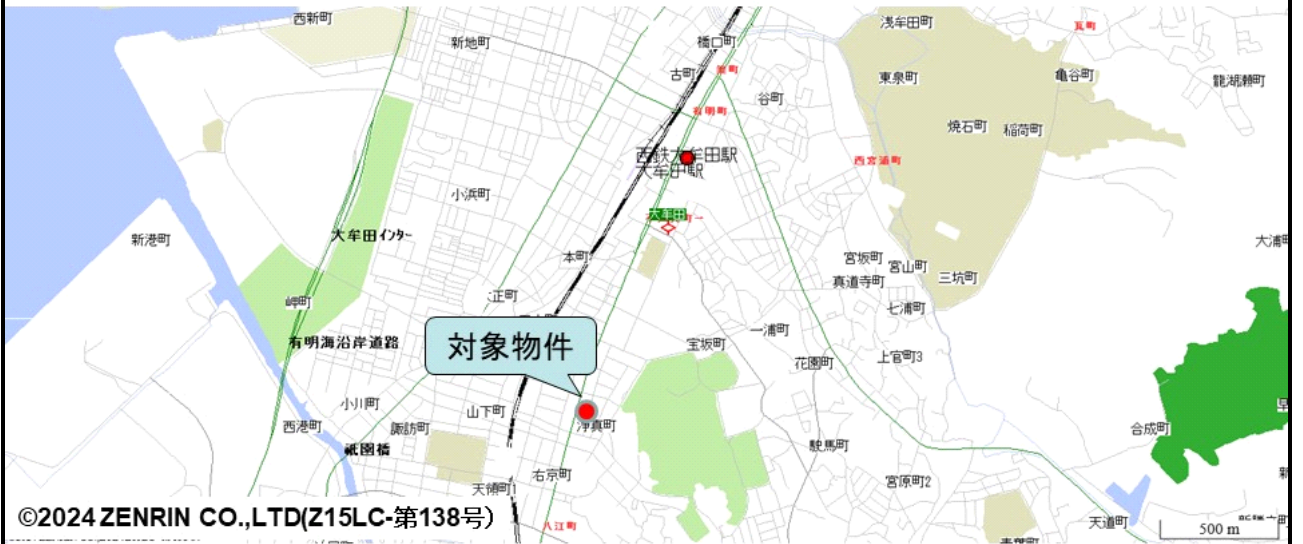 西新町
浅牟田町
瓦町
新地町
橋口町
古町
栄町
東泉町
亀谷町
龍湖瀬町
谷町
有明町
焼石町
稲荷町
西鉄大牟田駅
大牟田駅
西宮浦町
小浜町
大牟田
新港町
大牟田インター
本町
宮坂町
宮山町
真道寺町
三坑町
正町
七浦町
岬町
一浦町
有明海沿岸道路
宝坂町
対象物件
花園町
上官町3
小川町
山下町
西港町
諏訪町
浄真町
合成町
祇園橋
駛馬町
右京町
天領町1
宮原町2
八江町
天道町
500 m
©2024 ZENRIN CO.,LTD(Z15LC-第138号)